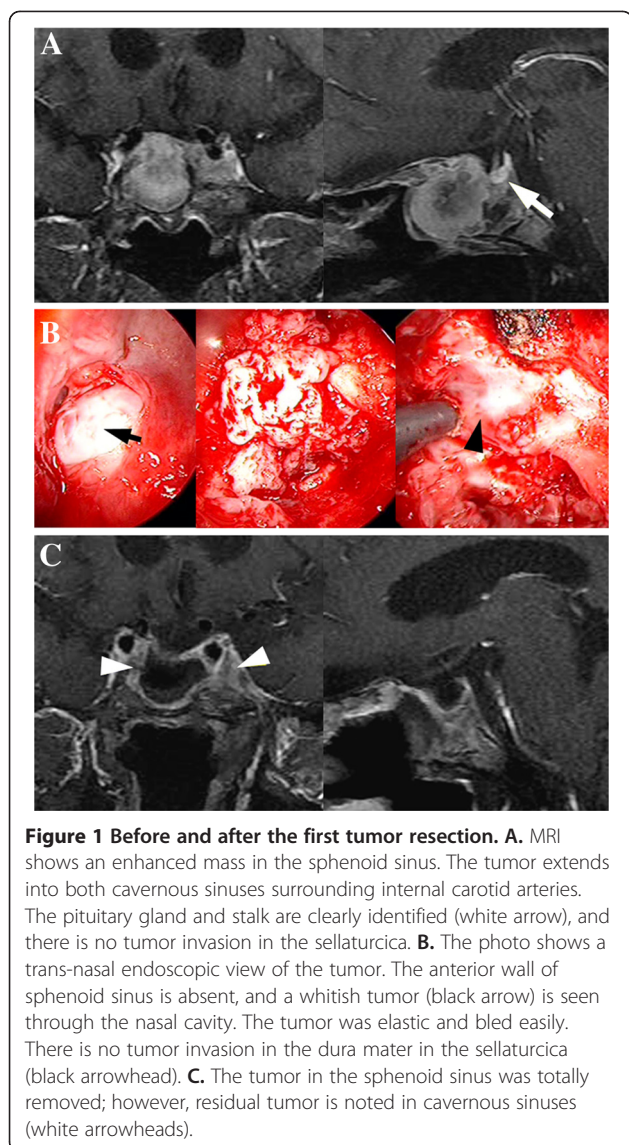 A
B
C
Figure 1 Before and after the first tumor resection. A. MRI
shows an enhanced mass in the sphenoid sinus. The tumor extends
into both cavernous sinuses surrounding internal carotid arteries.
The pituitary gland and stalk are clearly identified (white arrow), and
there is no tumor invasion in the sellaturcica. B. The photo shows a
trans-nasal endoscopic view of the tumor. The anterior wall of
sphenoid sinus is absent, and a whitish tumor (black arrow) is seen
through the nasal cavity. The tumor was elastic and bled easily.
There is no tumor invasion in the dura mater in the sellaturcica
(black arrowhead). C. The tumor in the sphenoid sinus was totally
removed; however, residual tumor is noted in cavernous sinuses
(white arrowheads).